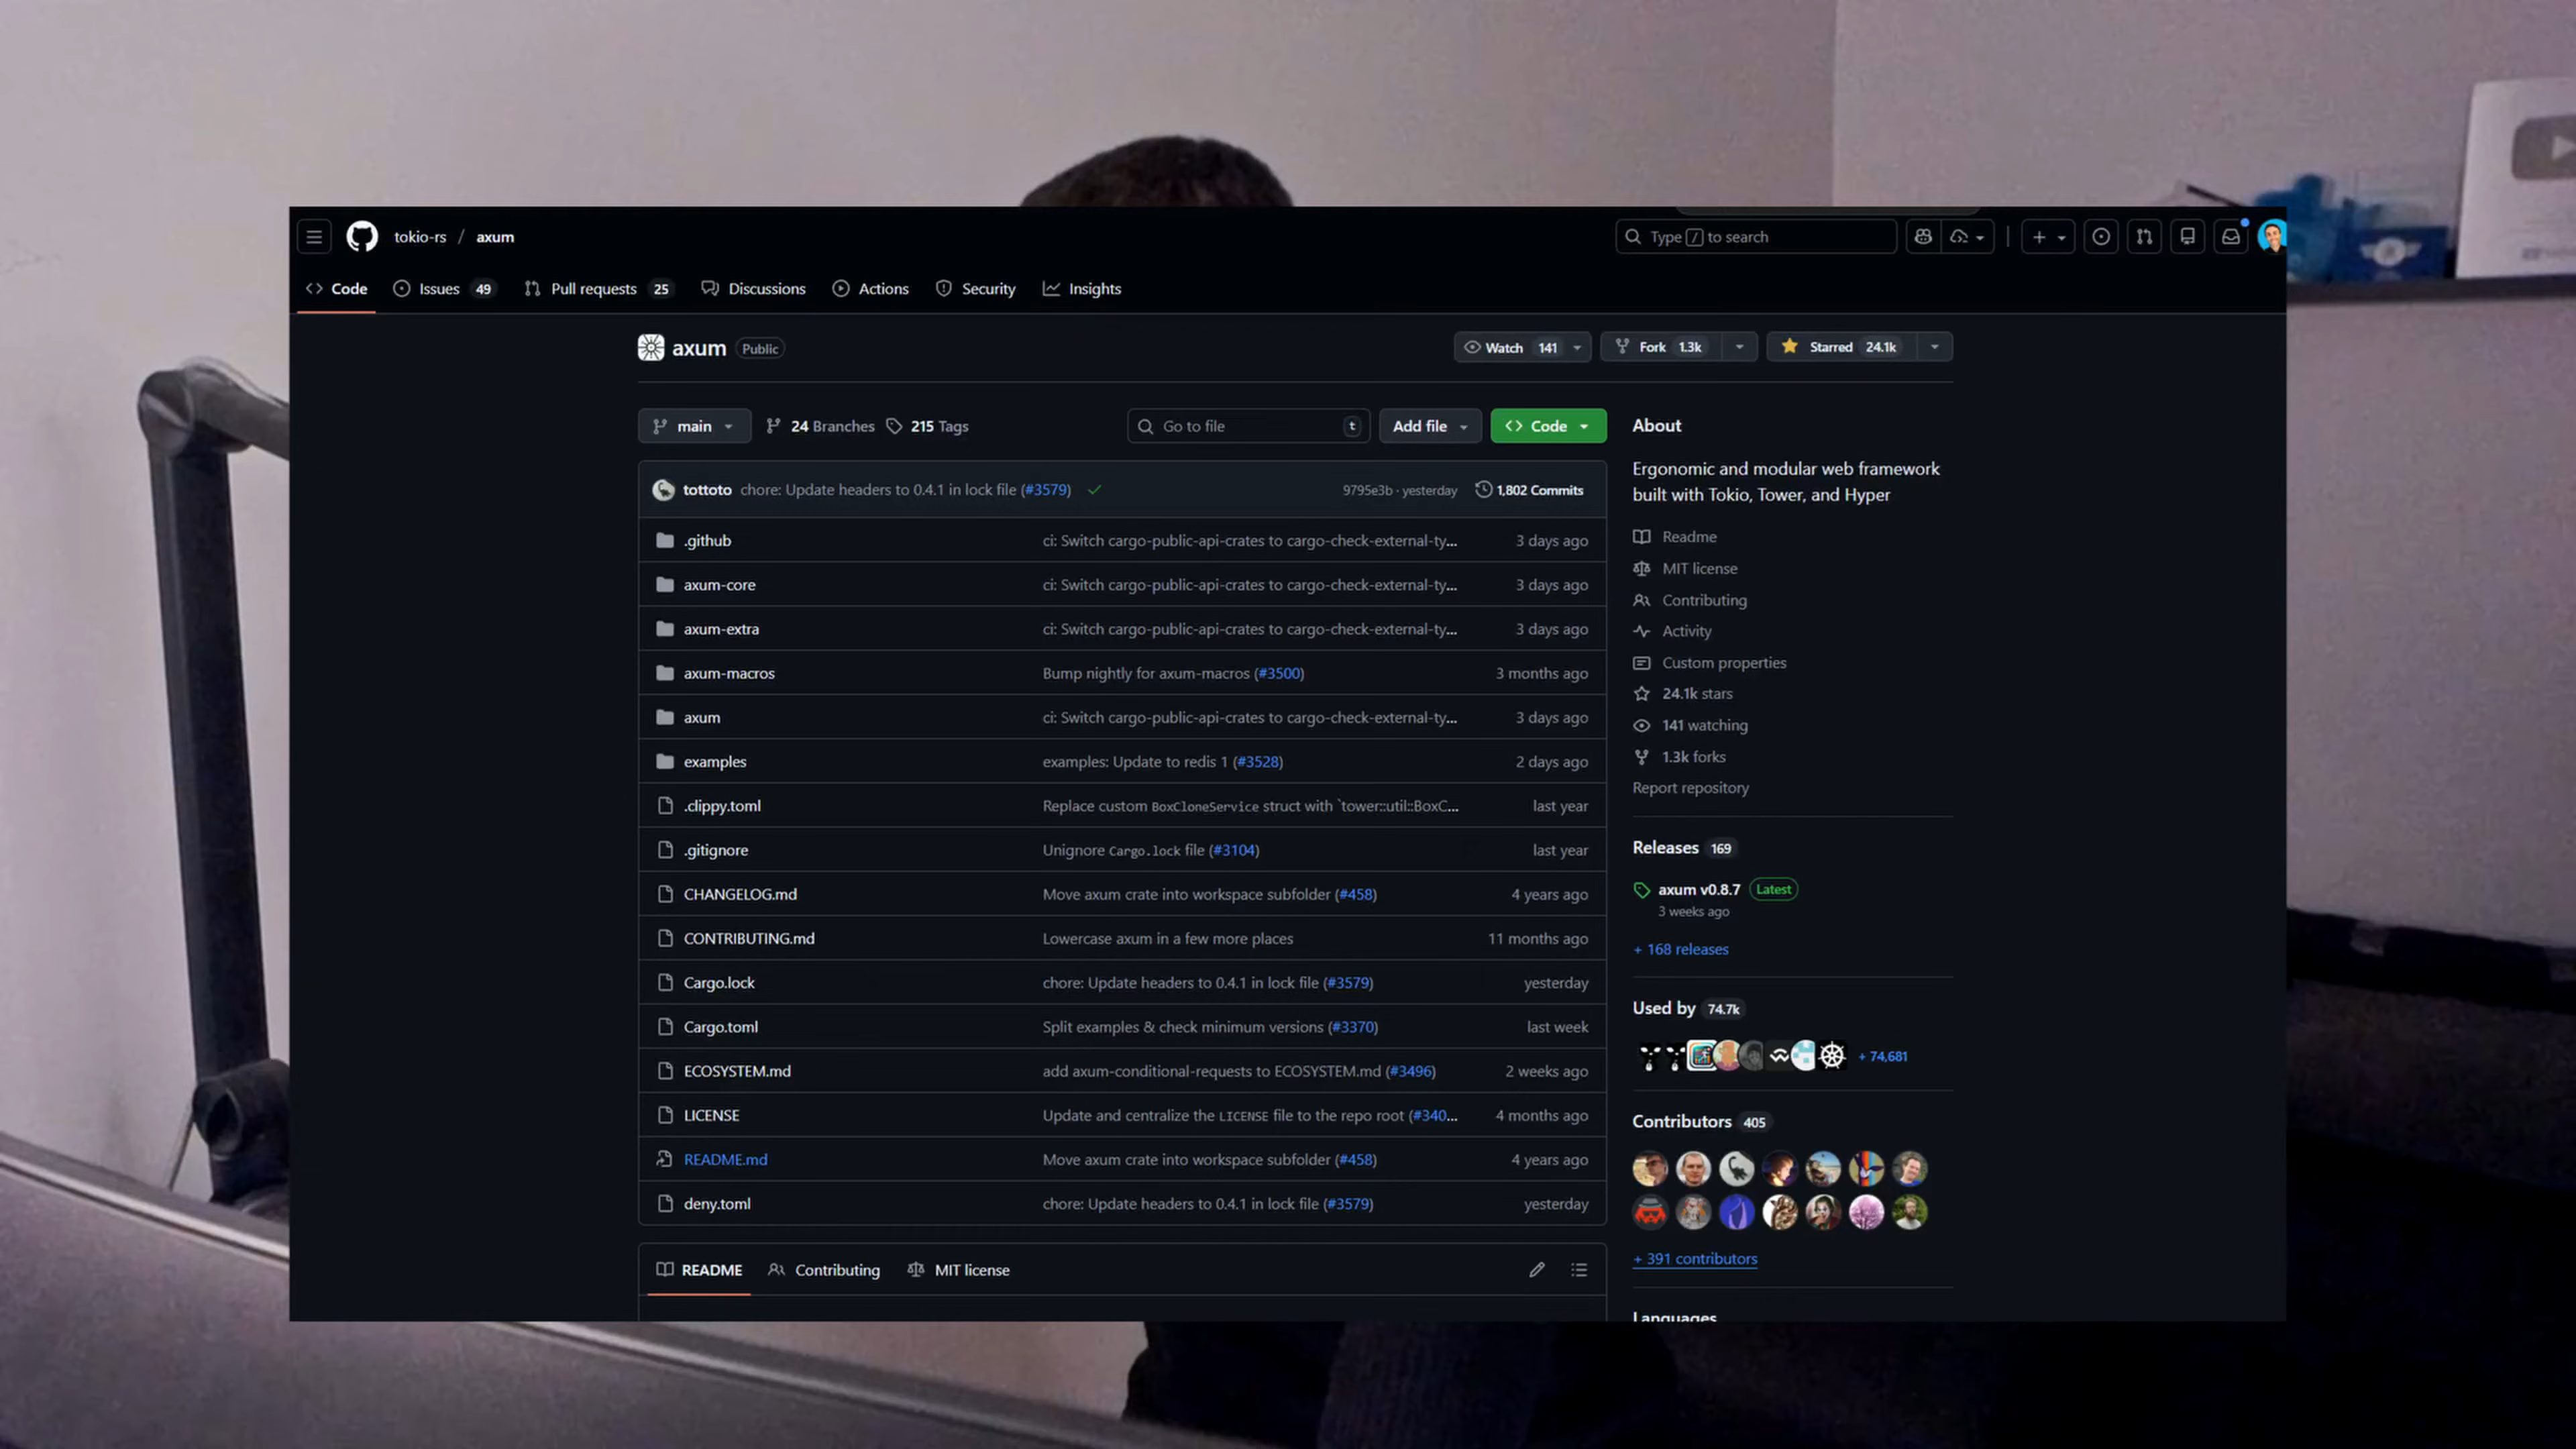 tokio-rs / axum
Type / to search
Code
Issues 49
Pull requests 25
Discussions
Actions
Security
Insights
axum Public
Watch 141
Fork 1.3k
Starred 24.1k
main
24 Branches
215 Tags
Go to file t
Add file
Code
tottoto chore: Update headers to 0.4.1 in lock file (#3579) 9795e3b · yesterday 1,802 Commits
.github ci: Switch cargo-public-api-crates to cargo-check-external-ty... 3 days ago
axum-core ci: Switch cargo-public-api-crates to cargo-check-external-ty... 3 days ago
axum-extra ci: Switch cargo-public-api-crates to cargo-check-external-ty... 3 days ago
axum-macros Bump nightly for axum-macros (#3500) 3 months ago
axum ci: Switch cargo-public-api-crates to cargo-check-external-ty... 3 days ago
examples examples: Update to redis 1 (#3528) 2 days ago
.clippy.toml Replace custom BoxCloneService struct with `tower::util::BoxC... last year
.gitignore Unignore Cargo.lock file (#3104) last year
CHANGELOG.md Move axum crate into workspace subfolder (#458) 4 years ago
CONTRIBUTING.md Lowercase axum in a few more places 11 months ago
Cargo.lock chore: Update headers to 0.4.1 in lock file (#3579) yesterday
Cargo.toml Split examples & check minimum versions (#3370) last week
ECOSYSTEM.md add axum-conditional-requests to ECOSYSTEM.md (#3496) 2 weeks ago
LICENSE Update and centralize the LICENSE file to the repo root (#340... 4 months ago
README.md Move axum crate into workspace subfolder (#458) 4 years ago
deny.toml chore: Update headers to 0.4.1 in lock file (#3579) yesterday
README
Contributing
MIT license
About
Ergonomic and modular web framework
built with Tokio, Tower, and Hyper
Readme
MIT license
Contributing
Activity
Custom properties
24.1k stars
141 watching
1.3k forks
Report repository
Releases 169
axum v0.8.7 Latest
3 weeks ago
+ 168 releases
Used by 74.7k
+ 74,681
Contributors 405
+ 391 contributors
Languages